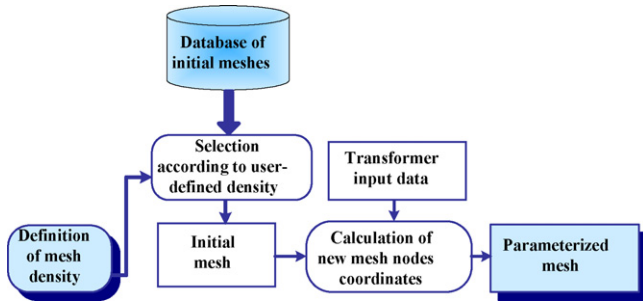 Database of
initial meshes
Selection
according to user-
defined density
Transformer
input data
Definition
of mesh
density
Initial
mesh
Calculation of
new mesh nodes
coordinates
Parameterized
mesh